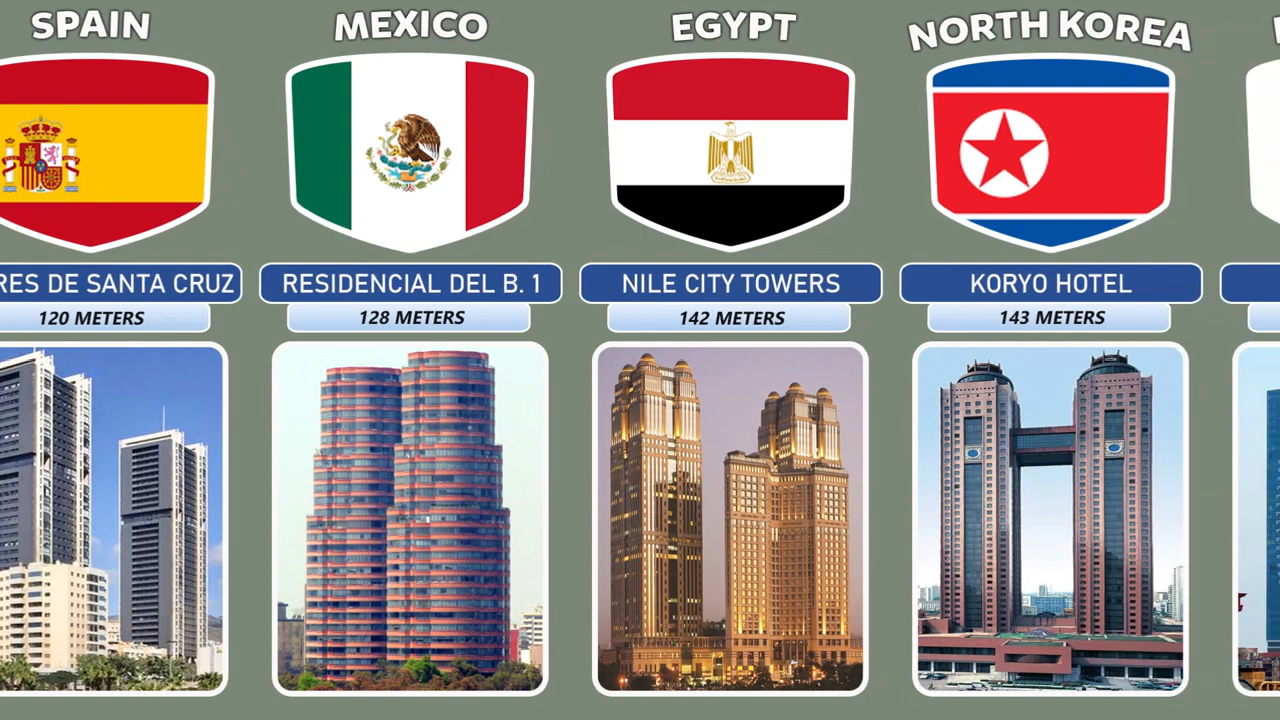 SPAIN
MEXICO
EGYPT
NORTH KOREA
RES DE SANTA CRUZ
RESIDENCIAL DEL B. 1
NILE CITY TOWERS
KORYO HOTEL
120 METERS
128 METERS
142 METERS
143 METERS